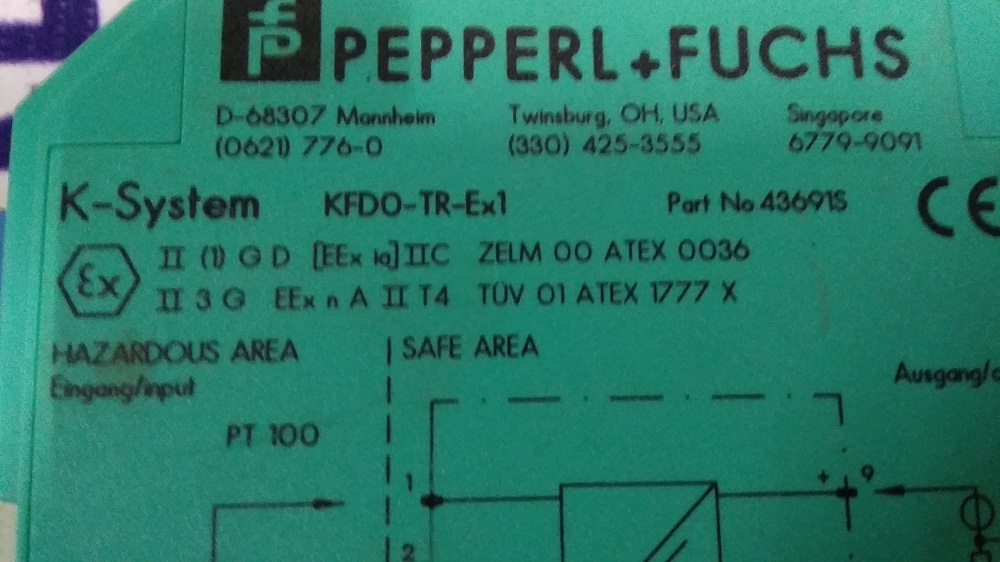 PEPPERL+FUCHS
D-68307 Mannheim Twinsburg, OH, USA Singapore
(0621) 776-0 (330) 425-3555 6779-9091
K-System KFD0-TR-Ex1 Part No 43691S CE
Ex II (1) G D [EEx ia] IIC ZELM 00 ATEX 0036
II 3 G EEx n A II T4 TÜV 01 ATEX 1777 X
HAZARDOUS AREA SAFE AREA
Eingang/input Ausgang/o
PT 100
1 + 9
2